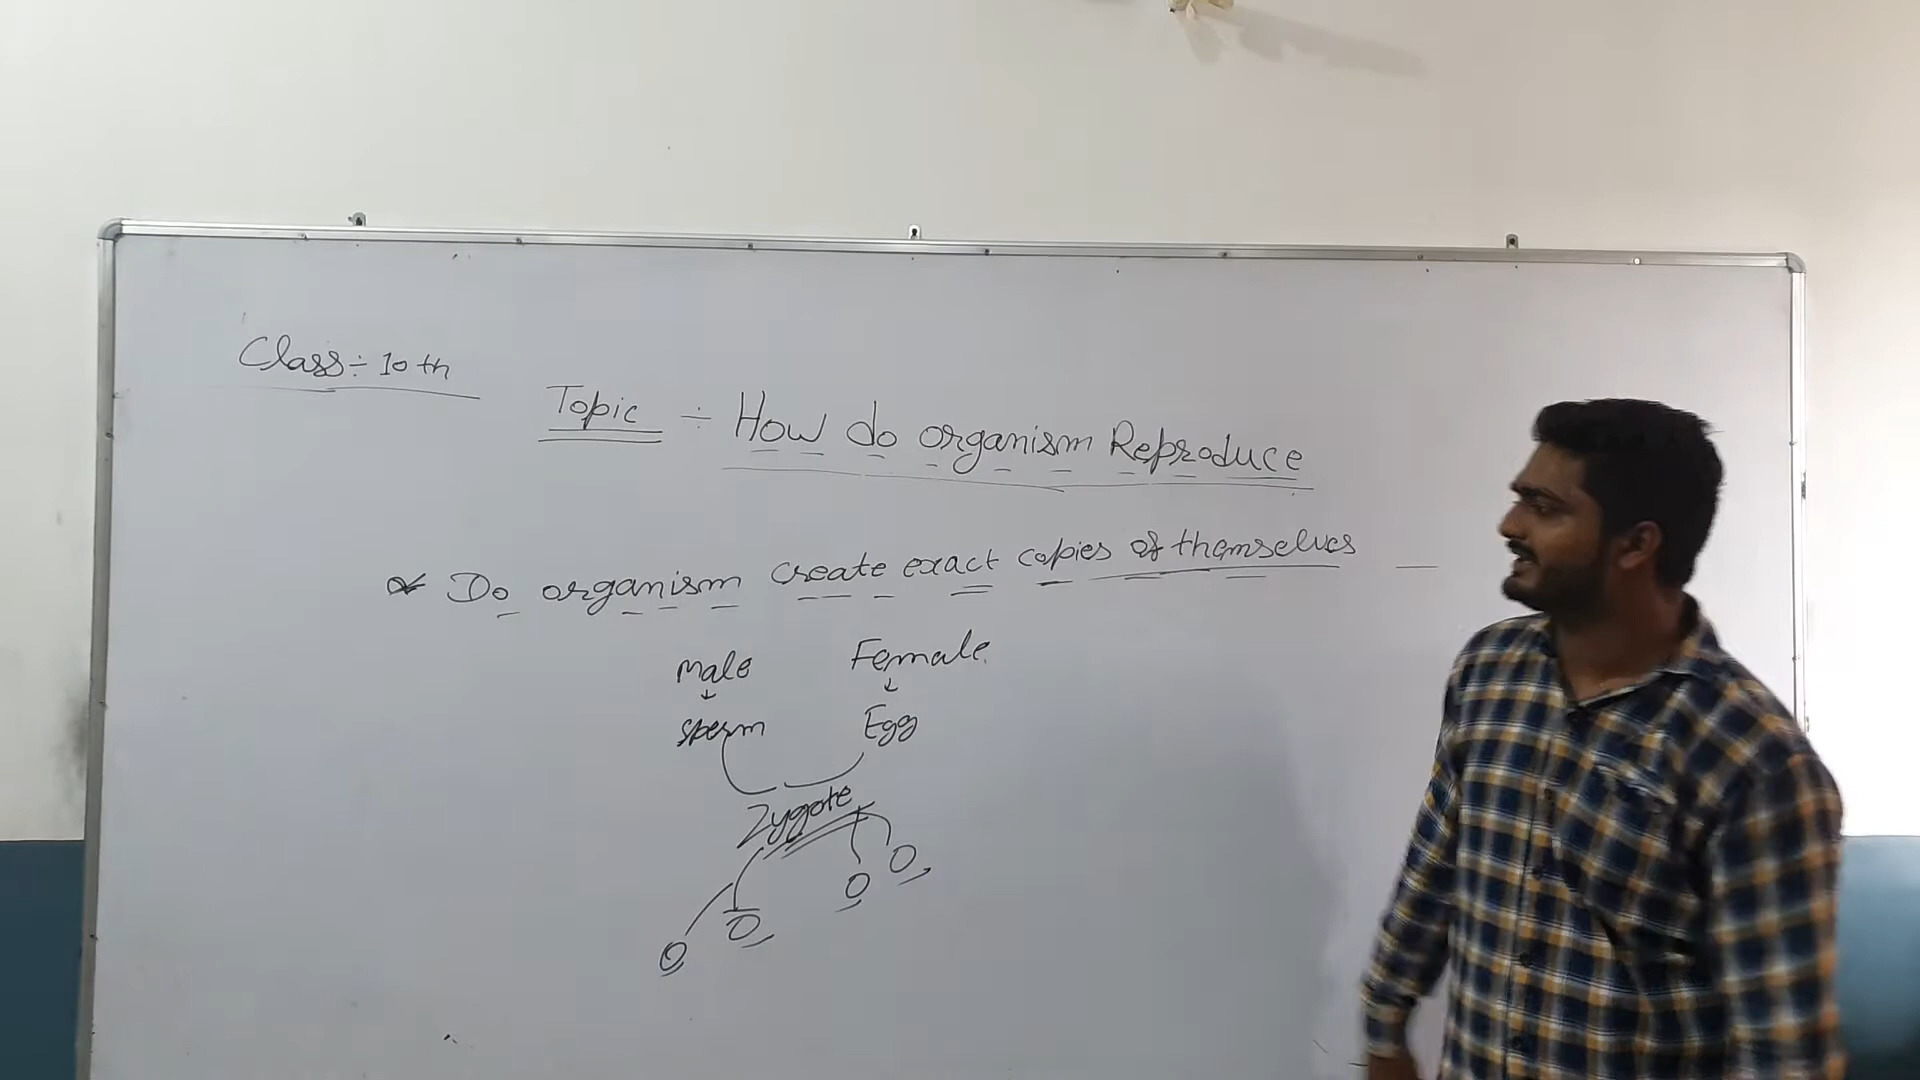 Class÷ 10th
Topic ÷ How do organism Reproduce
Do organism create exact copies of themselves
Male Female
Sperm Egg
Zygote